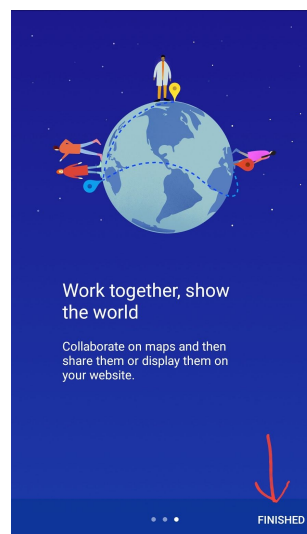 Work together, show
the world
Collaborate on maps and then
share them or display them on
your website.
FINISHED